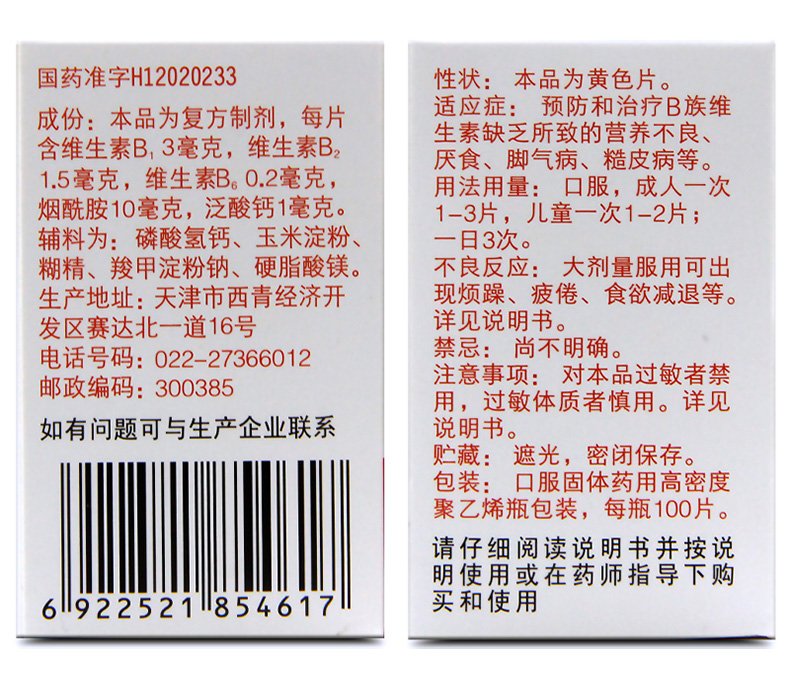 国药准字H12020233
成份：本品为复方制剂，每片
含维生素B₁ 3毫克，维生素B₂
1.5毫克，维生素B₆ 0.2毫克，
烟酰胺10毫克，泛酸钙1毫克。
辅料为：磷酸氢钙、玉米淀粉、
糊精、羧甲淀粉钠、硬脂酸镁。
生产地址：天津市西青经济开
发区赛达北一道16号
电话号码：022-27366012
邮政编码：300385
如有问题可与生产企业联系
6 922521 854617
性状：本品为黄色片。
适应症：预防和治疗B族维
生素缺乏所致的营养不良、
厌食、脚气病、糙皮病等。
用法用量：口服，成人一次
1-3片，儿童一次1-2片；
一日3次。
不良反应：大剂量服用可出
现烦躁、疲倦、食欲减退等。
详见说明书。
禁忌：尚不明确。
注意事项：对本品过敏者禁
用，过敏体质者慎用。详见
说明书。
贮藏：遮光，密闭保存。
包装：口服固体药用高密度
聚乙烯瓶包装，每瓶100片。
请仔细阅读说明书并按说
明使用或在药师指导下购
买和使用